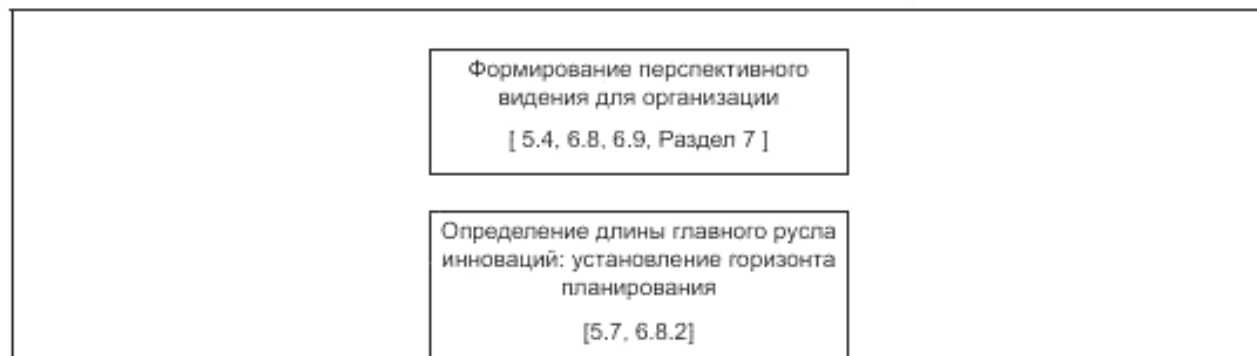 Формирование перспективного
видения для организации
[ 5.4, 6.8, 6.9, Раздел 7 ]
Определение длины главного русла
инноваций: установление горизонта
планирования
[5.7, 6.8.2]